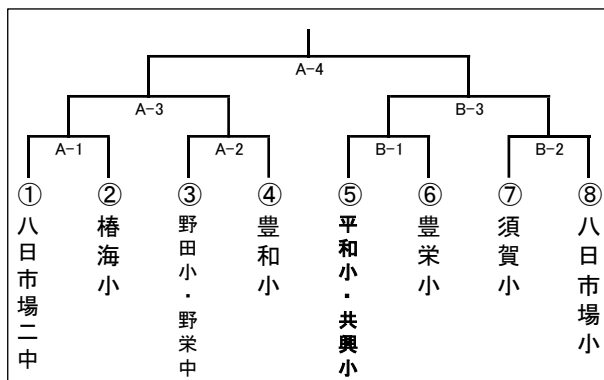 A-4
A-3
B-3
A-1
A-2
B-1
B-2
①
八日市場二中
②
椿海小
③
野田小・野栄中
④
豊和小
⑤
平和小・共興小
⑥
豊栄小
⑦
須賀小
⑧
八日市場小